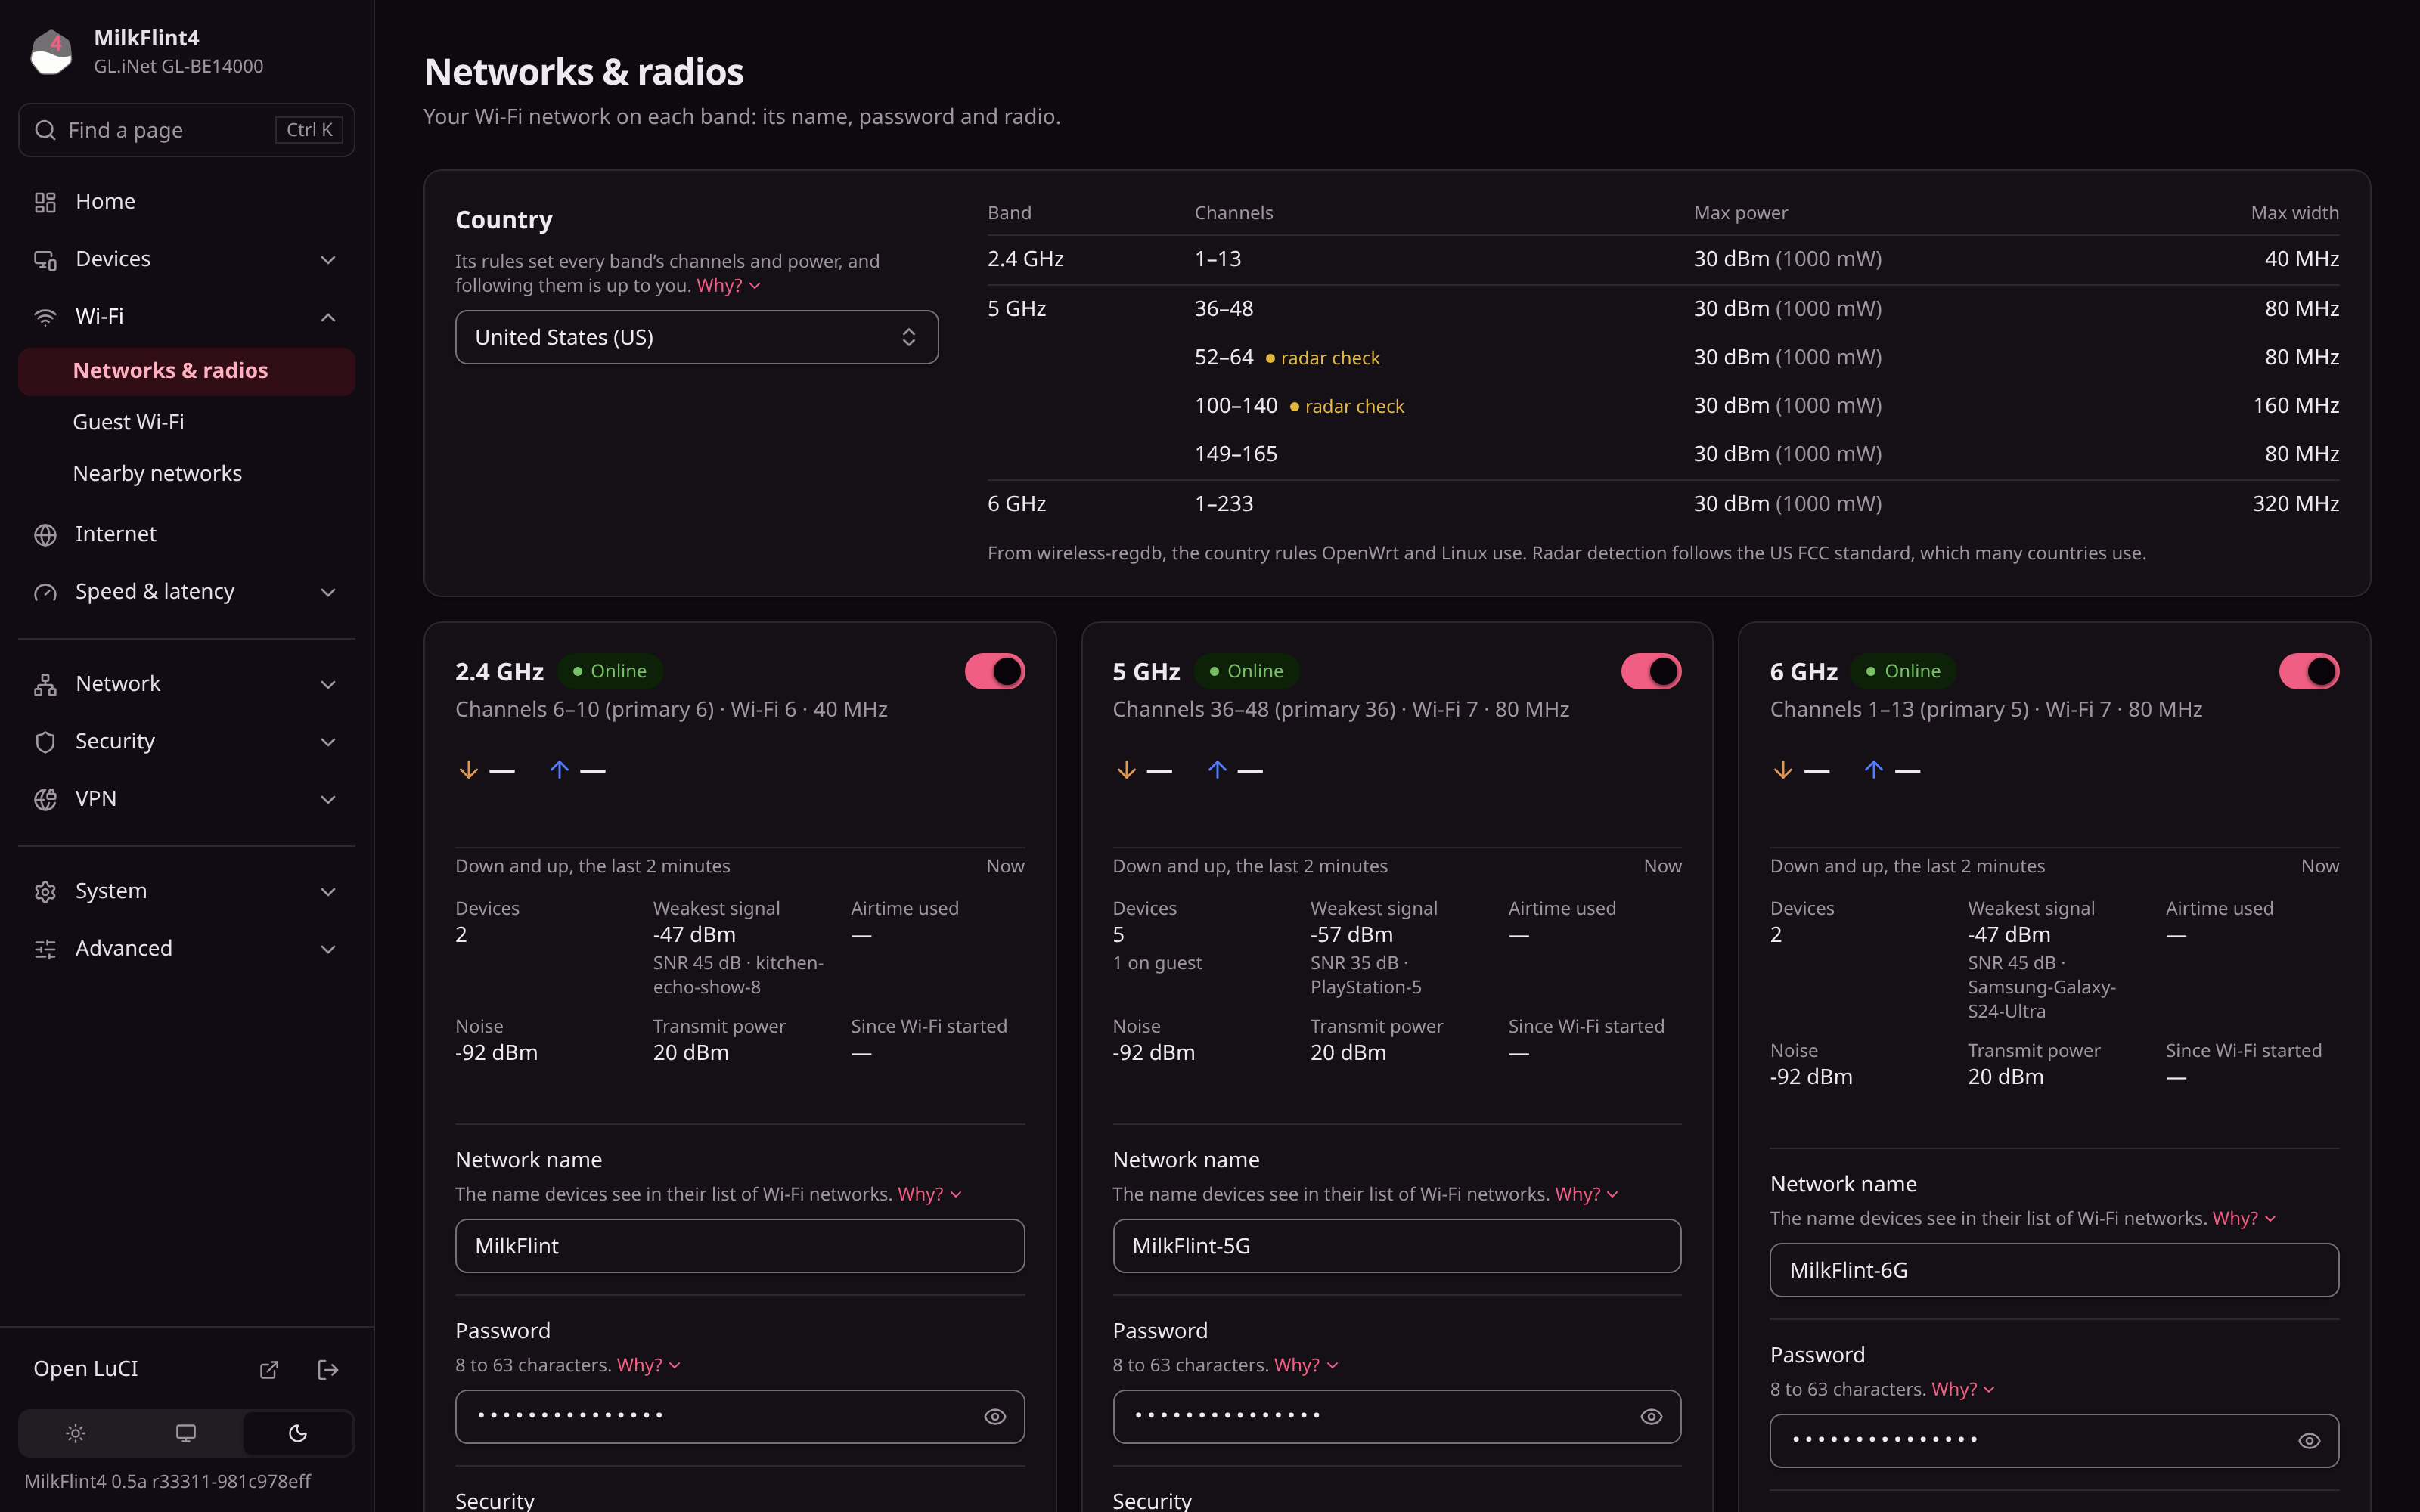 4
MilkFlint4
GL.iNet GL-BE14000
Find a page Ctrl K
Home
Devices
Wi-Fi
Networks & radios
Guest Wi-Fi
Nearby networks
Internet
Speed & latency
Network
Security
VPN
System
Advanced
Open LuCI
MilkFlint4 0.5a r33311-981c978eff
Networks & radios
Your Wi-Fi network on each band: its name, password and radio.
Country
Its rules set every band’s channels and power, and
following them is up to you. Why?
United States (US)
Band Channels Max power Max width
2.4 GHz 1–13 30 dBm (1000 mW) 40 MHz
5 GHz 36–48 30 dBm (1000 mW) 80 MHz
52–64 radar check 30 dBm (1000 mW) 80 MHz
100–140 radar check 30 dBm (1000 mW) 160 MHz
149–165 30 dBm (1000 mW) 80 MHz
6 GHz 1–233 30 dBm (1000 mW) 320 MHz
From wireless-regdb, the country rules OpenWrt and Linux use. Radar detection follows the US FCC standard, which many countries use.
2.4 GHz Online
Channels 6–10 (primary 6) · Wi-Fi 6 · 40 MHz
— —
Down and up, the last 2 minutes Now
Devices Weakest signal Airtime used
2 -47 dBm —
SNR 45 dB · kitchen-
echo-show-8
Noise Transmit power Since Wi-Fi started
-92 dBm 20 dBm —
Network name
The name devices see in their list of Wi-Fi networks. Why?
MilkFlint
Password
8 to 63 characters. Why?
•••••••••••••••
Security
5 GHz Online
Channels 36–48 (primary 36) · Wi-Fi 7 · 80 MHz
— —
Down and up, the last 2 minutes Now
Devices Weakest signal Airtime used
5 -57 dBm —
1 on guest SNR 35 dB ·
PlayStation-5
Noise Transmit power Since Wi-Fi started
-92 dBm 20 dBm —
Network name
The name devices see in their list of Wi-Fi networks. Why?
MilkFlint-5G
Password
8 to 63 characters. Why?
•••••••••••••••
Security
6 GHz Online
Channels 1–13 (primary 5) · Wi-Fi 7 · 80 MHz
— —
Down and up, the last 2 minutes Now
Devices Weakest signal Airtime used
2 -47 dBm —
SNR 45 dB ·
Samsung-Galaxy-
S24-Ultra
Noise Transmit power Since Wi-Fi started
-92 dBm 20 dBm —
Network name
The name devices see in their list of Wi-Fi networks. Why?
MilkFlint-6G
Password
8 to 63 characters. Why?
•••••••••••••••